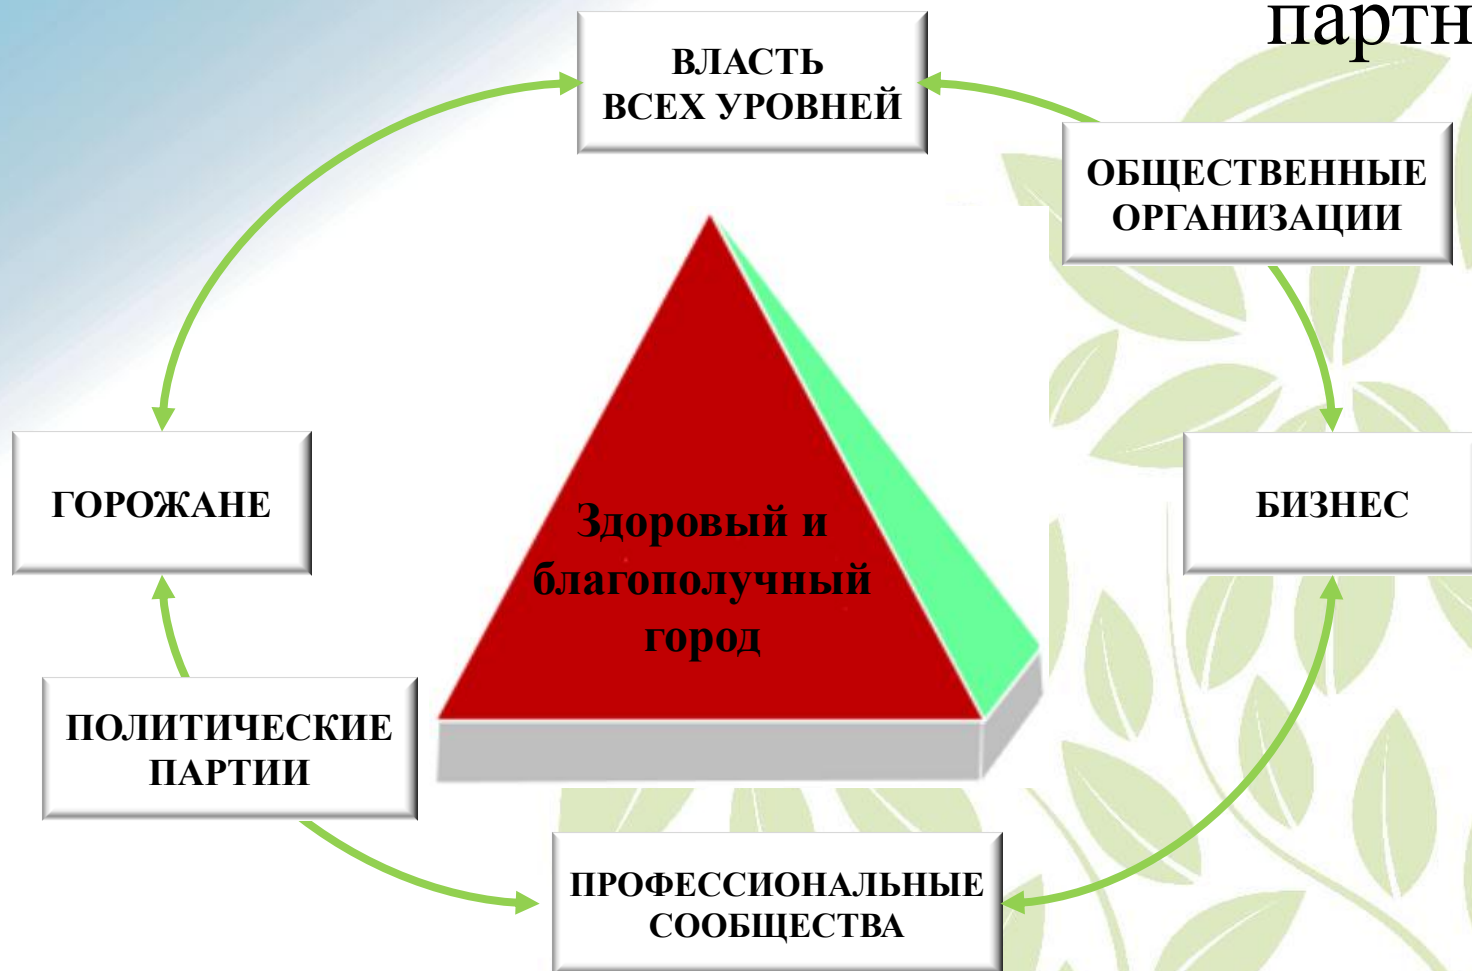 партн
ВЛАСТЬ
ВСЕХ УРОВНЕЙ
ОБЩЕСТВЕННЫЕ
ОРГАНИЗАЦИИ
ГОРОЖАНЕ
Здоровый и
благополучный
город
БИЗНЕС
ПОЛИТИЧЕСКИЕ
ПАРТИИ
ПРОФЕССИОНАЛЬНЫЕ
СООБЩЕСТВА